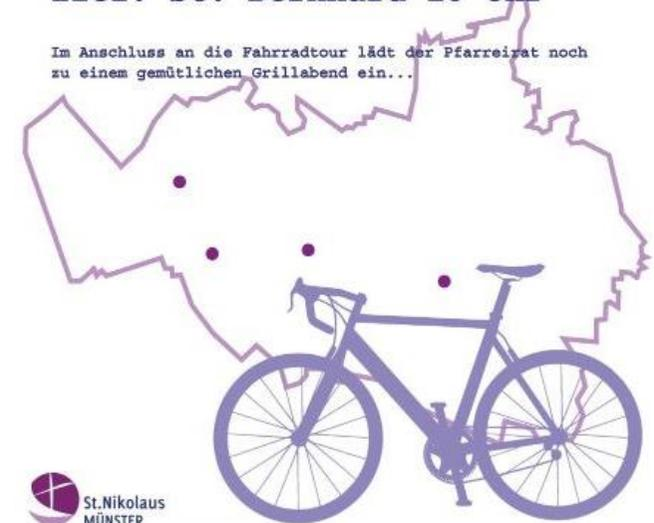 Im Anschluss an die Fahrradtour lädt der Pfarreirat noch
zu einem gemütlichen Grillabend ein...
St.Nikolaus
MÜNSTER